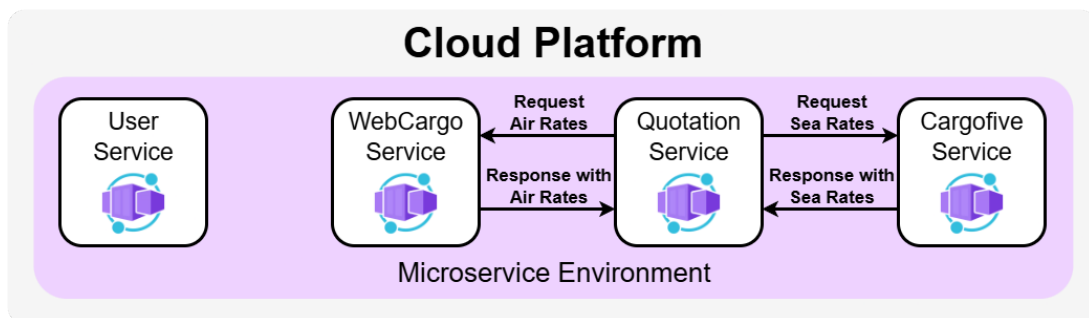 Cloud Platform
User
Service
WebCargo
Service
Request
Air Rates
Response with
Air Rates
Quotation
Service
Request
Sea Rates
Response with
Sea Rates
Cargofive
Service
Microservice Environment